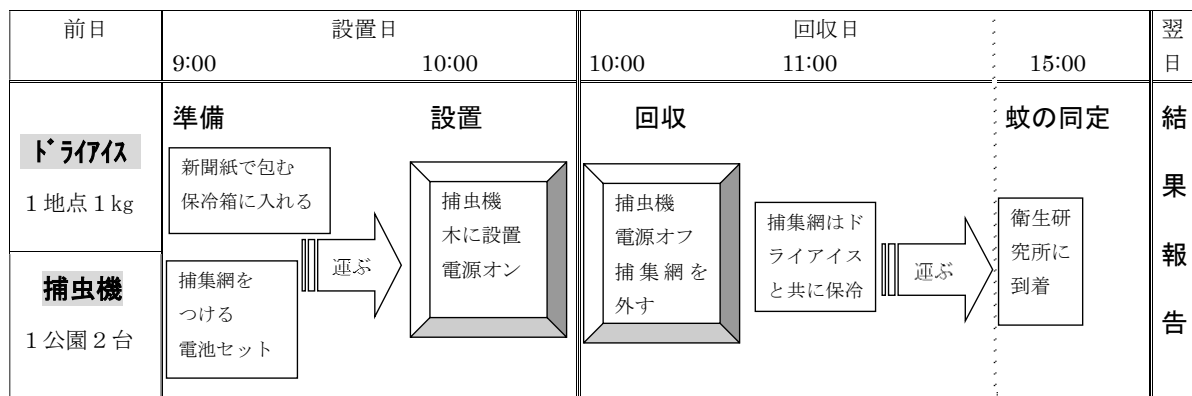 前日
設置日
回収日
翌
日
9:00
10:00
10:00
11:00
15:00
準備
設置
回収
蚊の同定
結
果
報
告
ドライアイス
1地点1kg
捕虫機
1公園2台
新聞紙で包む
保冷箱に入れる
捕集網を
つける
電池セット
運ぶ
捕虫機
木に設置
電源オン
捕虫機
電源オフ
捕集網を
外す
捕集網はド
ライアイス
と共に保冷
運ぶ
衛生研
究所に
到着